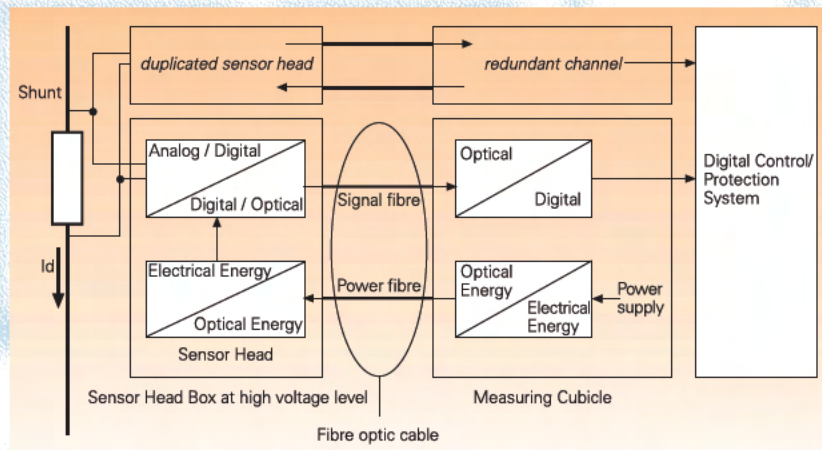 duplicated sensor head
redundant channel
Shunt
Analog / Digital
Digital / Optical
Signal fibre
Optical
Digital
Digital Control/
Protection
System
Id
Electrical Energy
Optical Energy
Sensor Head
Power fibre
Optical
Energy
Electrical
Energy
Power
supply
Sensor Head Box at high voltage level
Measuring Cubicle
Fibre optic cable